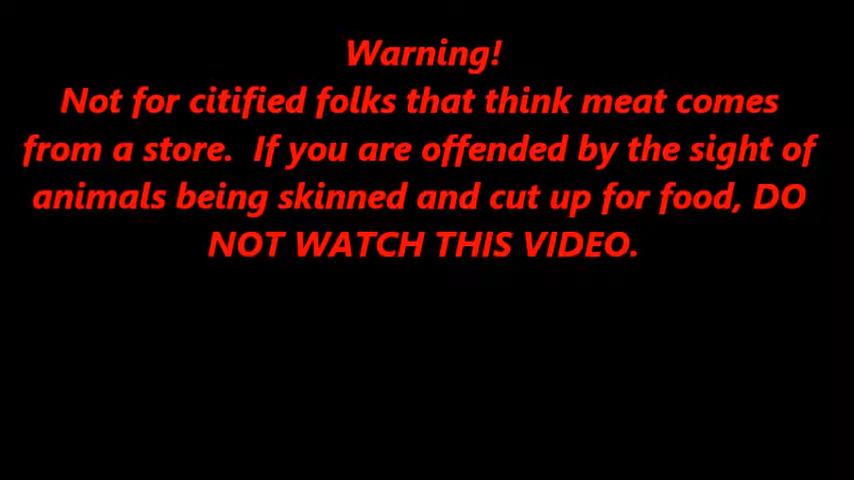 Warning!
Not for citified folks that think meat comes
from a store.  If you are offended by the sight of
animals being skinned and cut up for food, DO
NOT WATCH THIS VIDEO.